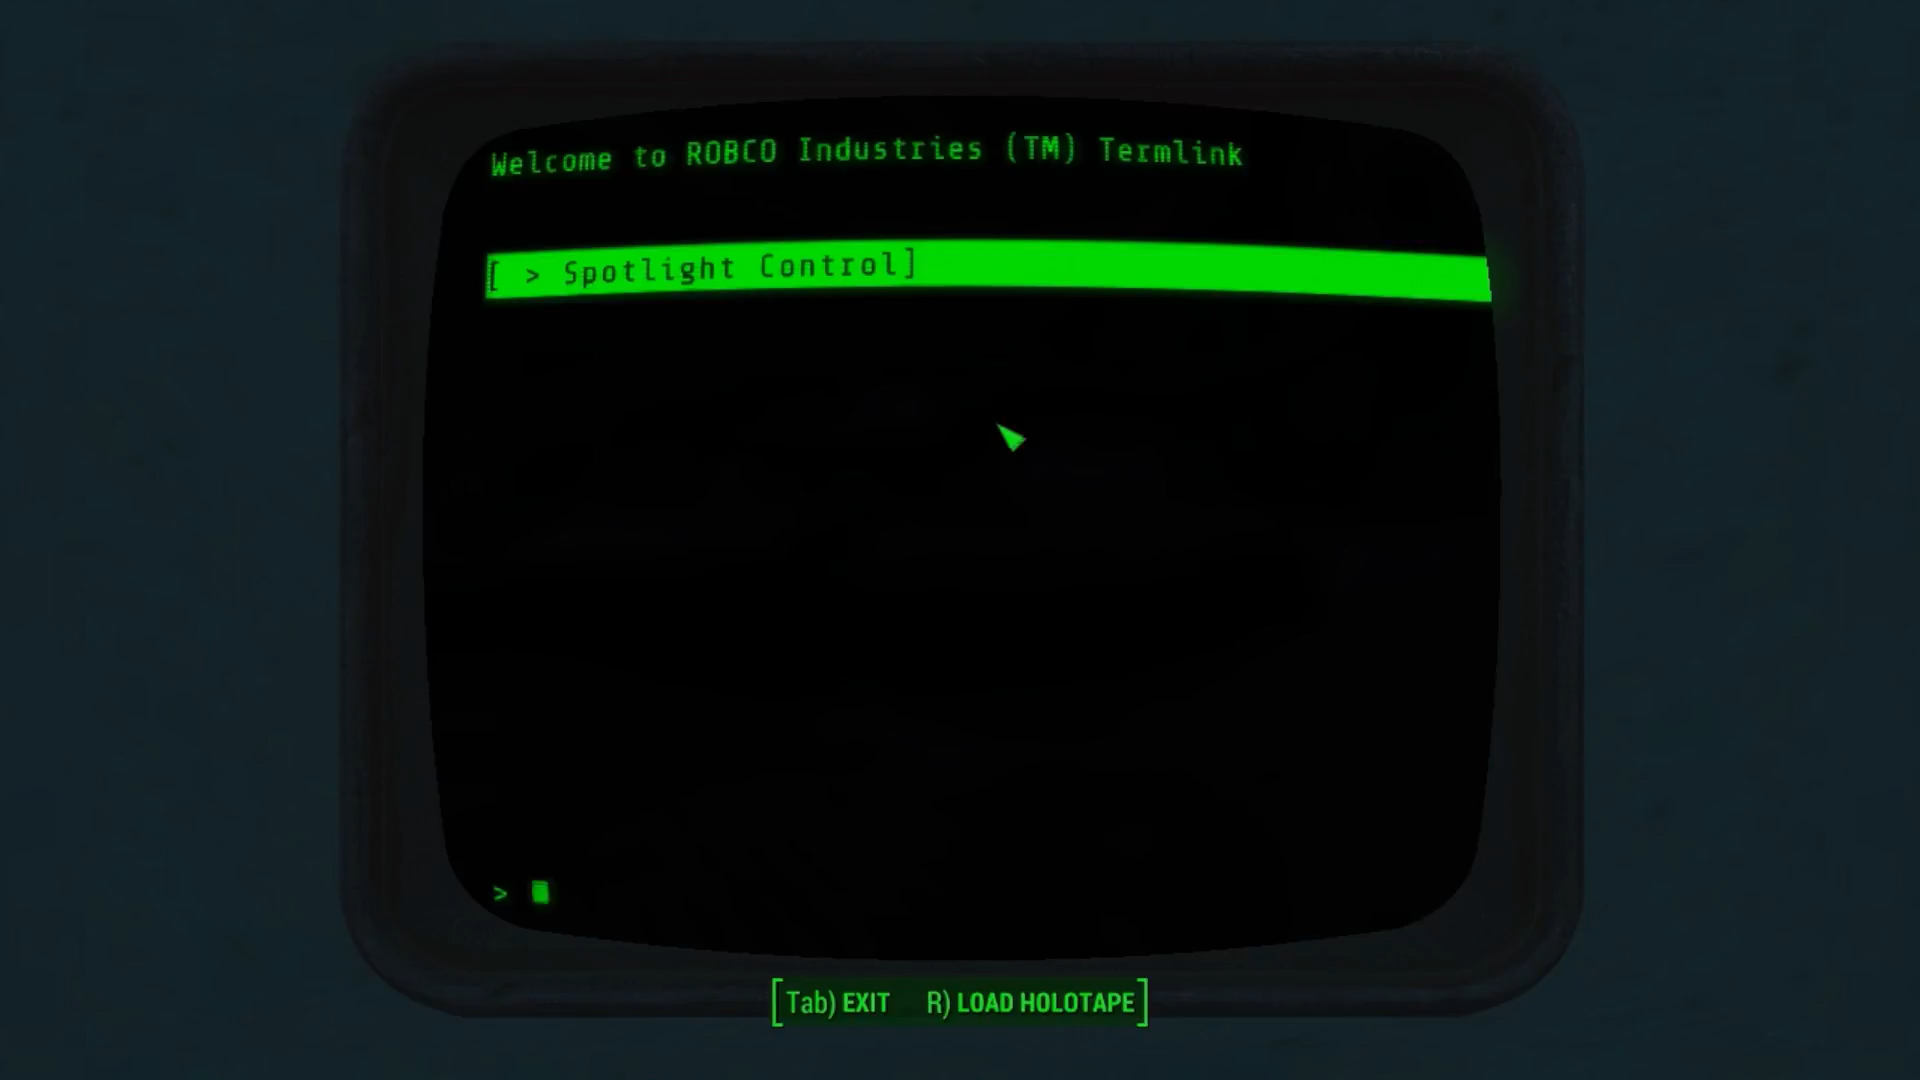 Welcome to ROBCO Industries (TM) Termlink
[ > Spotlight Control]
>
[Tab) EXIT R) LOAD HOLOTAPE]